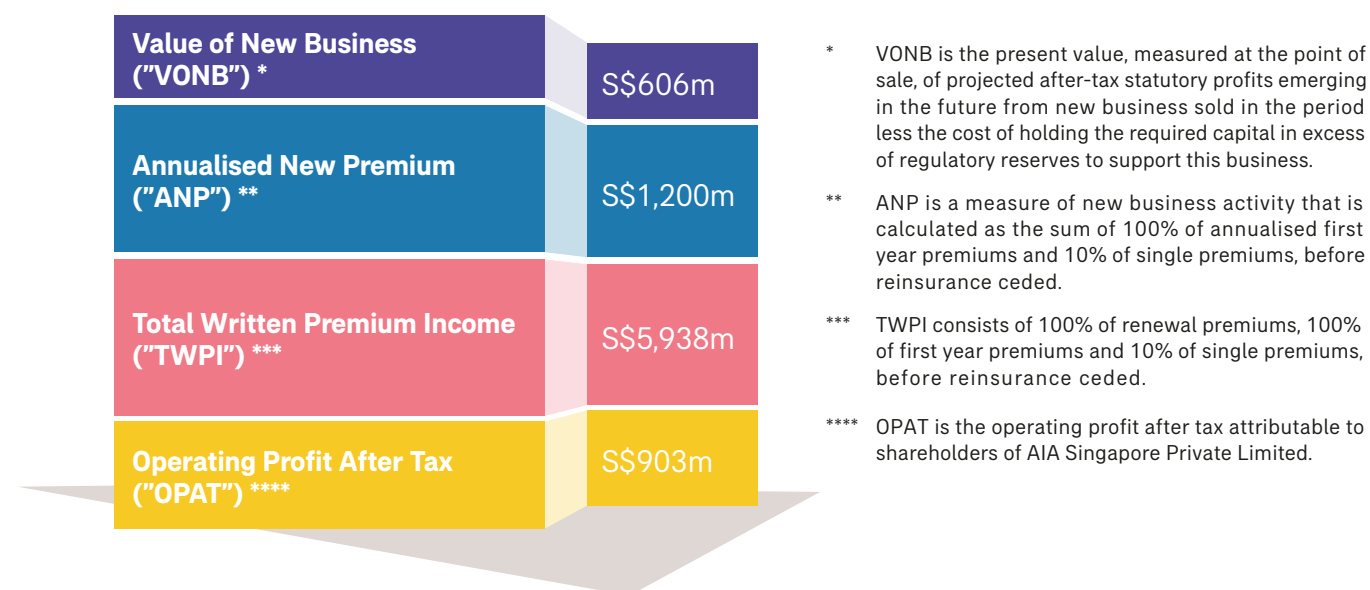 Value of New Business
("VONB") *
S$606m
Annualised New Premium
("ANP") **
S$1,200m
Total Written Premium Income
("TWPI") ***
S$5,938m
Operating Profit After Tax
("OPAT") ****
S$903m
* VONB is the present value, measured at the point of
sale, of projected after-tax statutory profits emerging
in the future from new business sold in the period
less the cost of holding the required capital in excess
of regulatory reserves to support this business.
** ANP is a measure of new business activity that is
calculated as the sum of 100% of annualised first
year premiums and 10% of single premiums, before
reinsurance ceded.
*** TWPI consists of 100% of renewal premiums, 100%
of first year premiums and 10% of single premiums,
before reinsurance ceded.
**** OPAT is the operating profit after tax attributable to
shareholders of AIA Singapore Private Limited.